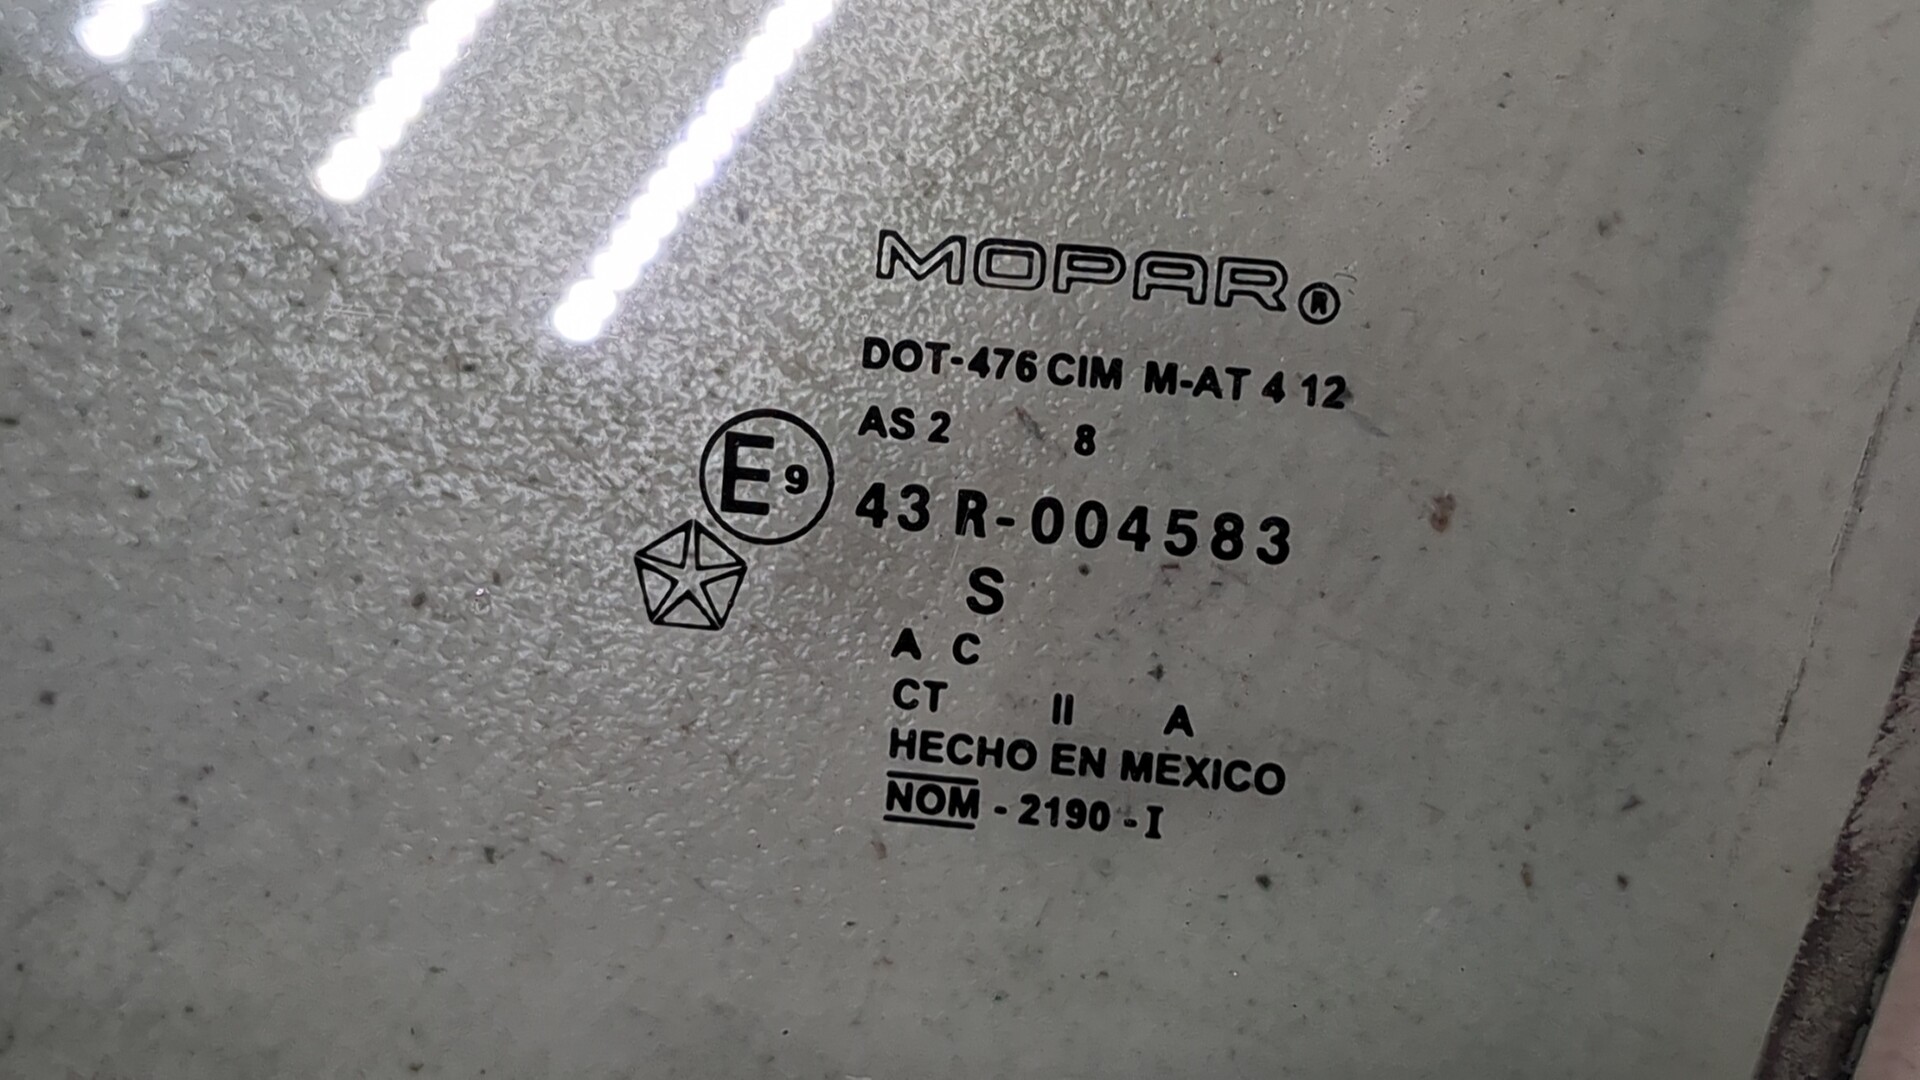 MOPAR®
DOT-476 CIM M-AT 4 12
AS 2 8
E9 43 R-004583
S
A C
CT II A
HECHO EN MEXICO
NOM - 2190 - I